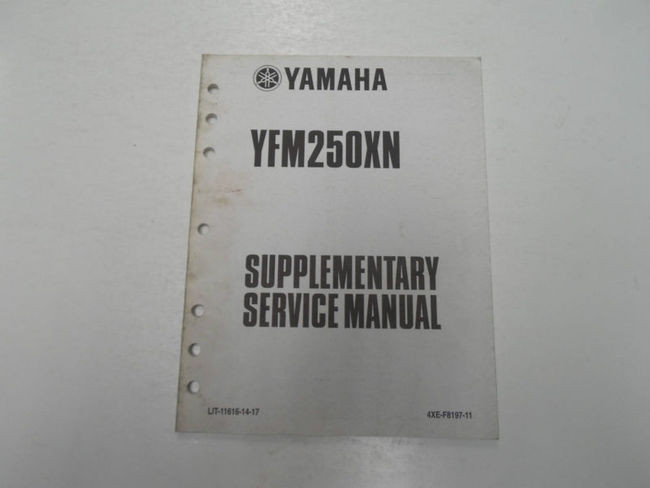 YAMAHA
YFM250XN
SUPPLEMENTARY
SERVICE MANUAL
LIT-11616-14-17
4XE-F8197-11